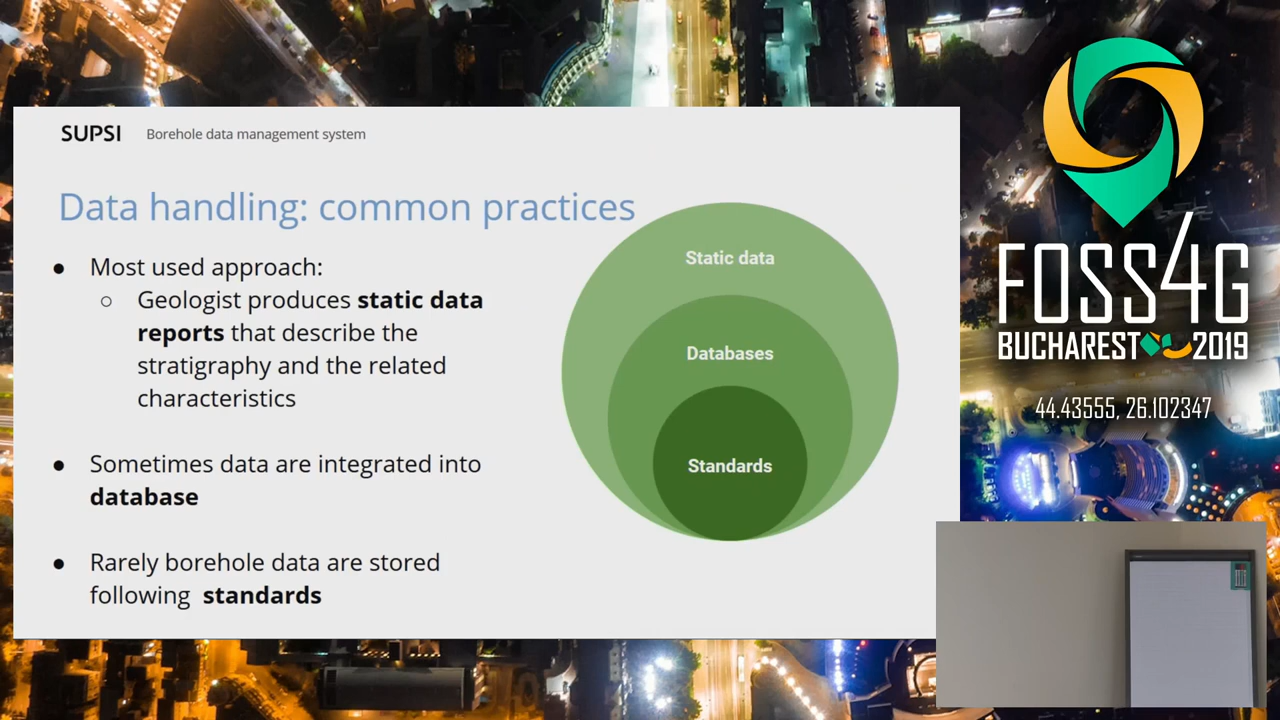 SUPSI Borehole data management system
Data handling: common practices
● Most used approach:
○ Geologist produces static data
reports that describe the
stratigraphy and the related
characteristics
● Sometimes data are integrated into
database
● Rarely borehole data are stored
following standards
Static data
Databases
Standards
FOSS4G
BUCHAREST 2019
44.43555, 26.102347